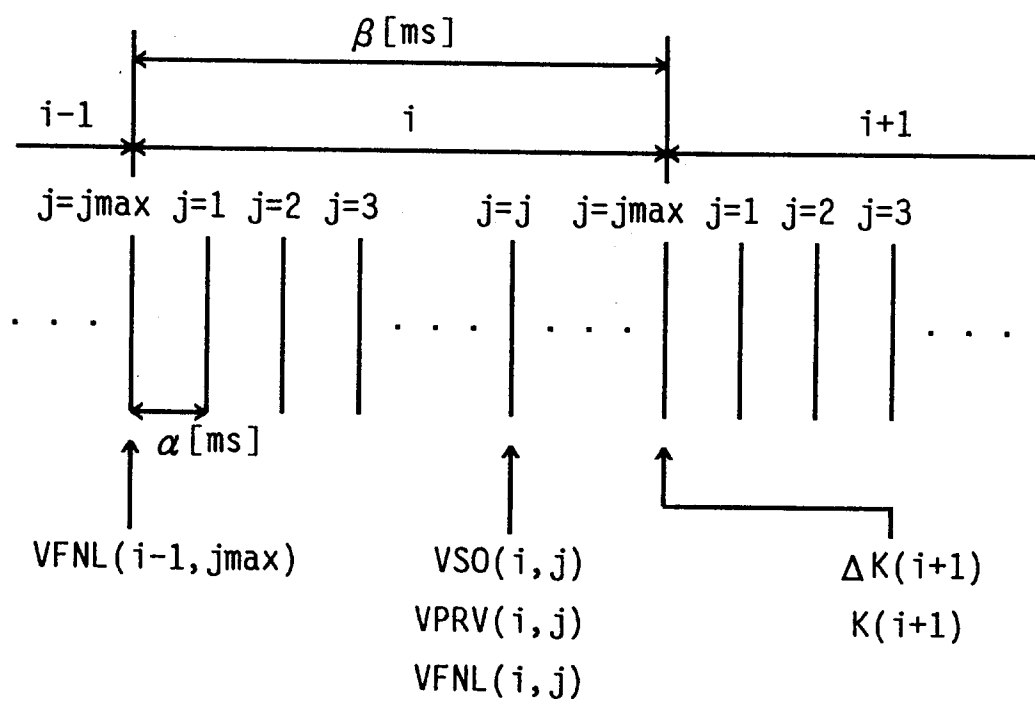 β[ms]
i-1 i i+1
j=jmax j=1 j=2 j=3 j=j j=jmax j=1 j=2 j=3
. . . . . . . . . . . .
α[ms]
VFNL(i-1,jmax) VSO(i,j) ΔK(i+1)
VPRV(i,j) K(i+1)
VFNL(i,j)